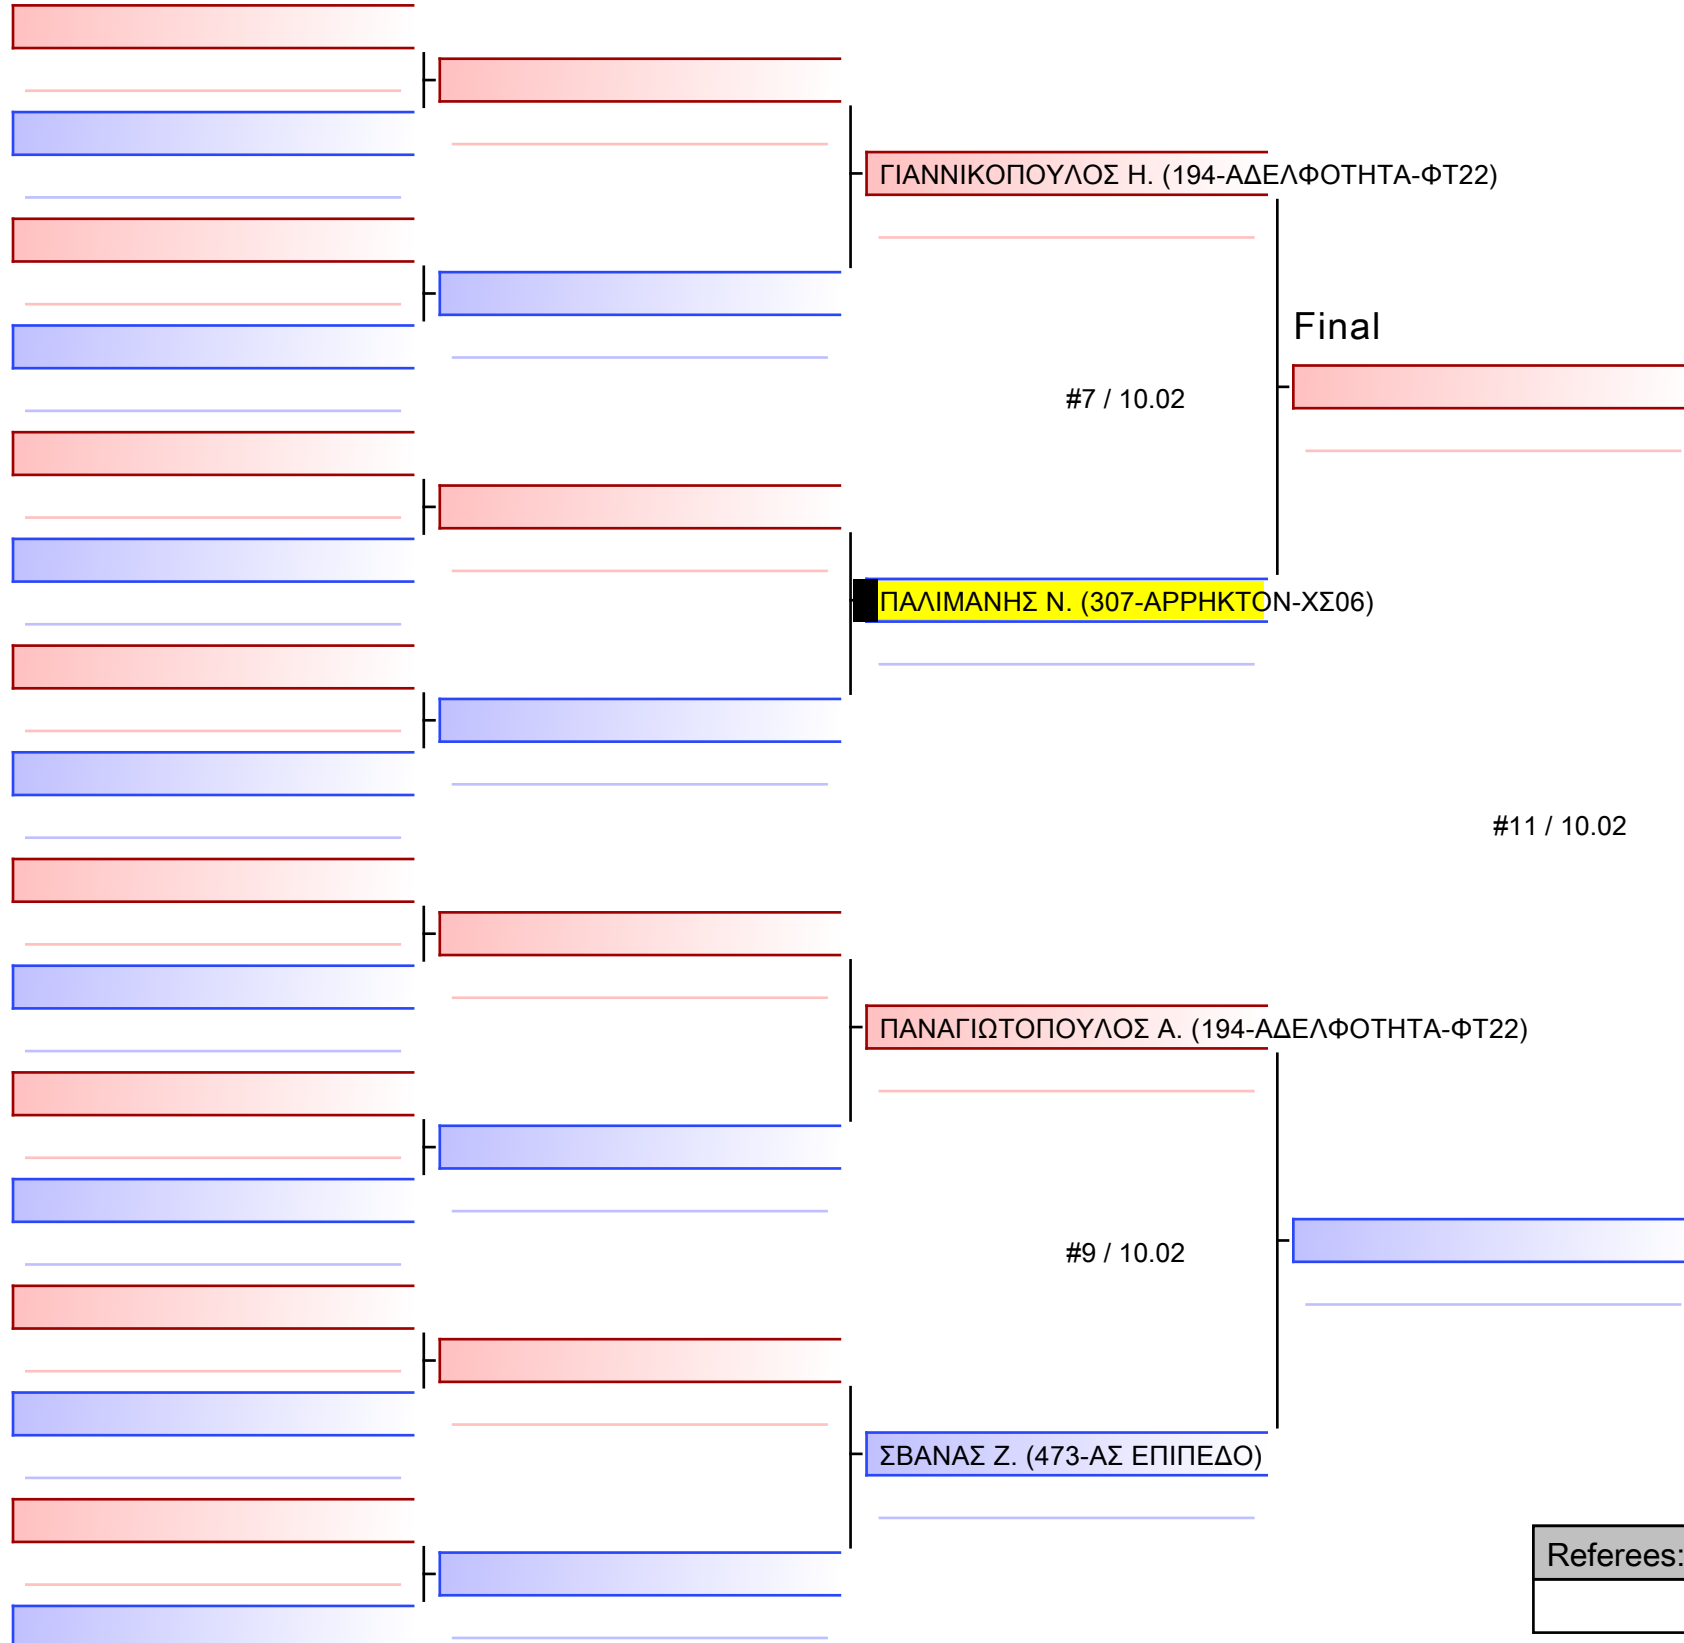 ΓΙΑΝΝΙΚΟΠΟΥΛΟΣ Η. (194-ΑΔΕΛΦΟΤΗΤΑ-ΦΤ22)
Final
#7 / 10.02
ΠΑΛΙΜΑΝΗΣ Ν. (307-ΑΡΡΗΚΤΟΝ-ΧΣ06)
#11 / 10.02
ΠΑΝΑΓΙΩΤΟΠΟΥΛΟΣ Α. (194-ΑΔΕΛΦΟΤΗΤΑ-ΦΤ22)
#9 / 10.02
ΣΒΑΝΑΣ Ζ. (473-ΑΣ ΕΠΙΠΕΔΟ)
Referees: